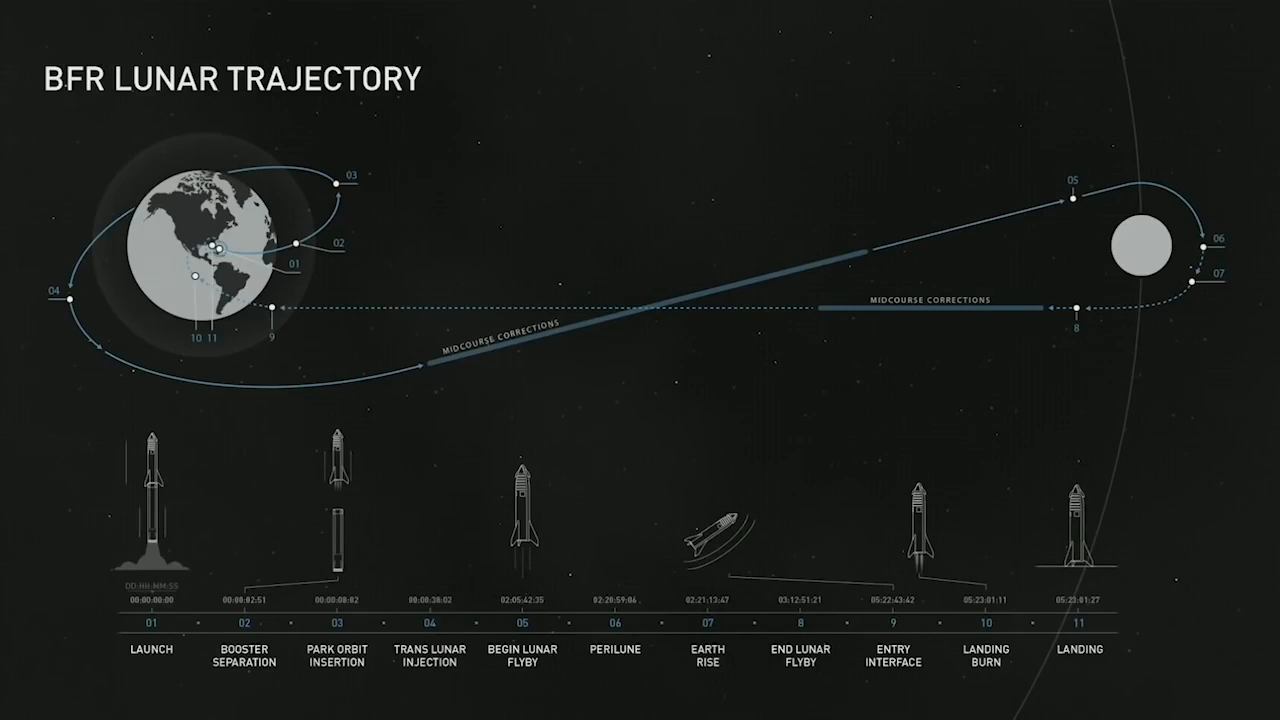 BFR LUNAR TRAJECTORY
03
02
01
04
10
11
9
MIDCOURSE CORRECTIONS
MIDCOURSE CORRECTIONS
05
06
07
8
DD:HH:MM:SS
00:00:00:00
00:00:02:51
00:00:08:02
00:00:38:02
02:05:42:35
02:20:59:06
02:21:13:47
03:12:51:21
05:22:43:42
05:23:01:11
05:23:01:27
01
02
03
04
05
06
07
8
9
10
11
LAUNCH
BOOSTER
SEPARATION
PARK ORBIT
INSERTION
TRANS LUNAR
INJECTION
BEGIN LUNAR
FLYBY
PERILUNE
EARTH
RISE
END LUNAR
FLYBY
ENTRY
INTERFACE
LANDING
BURN
LANDING